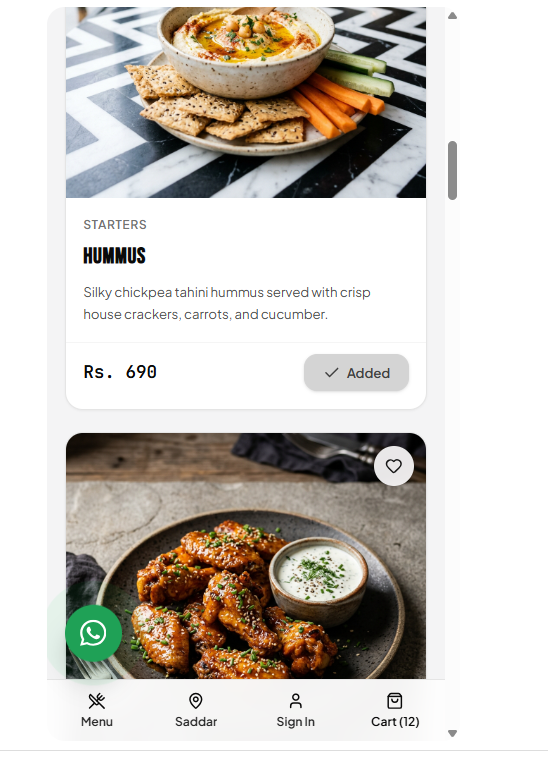 STARTERS
HUMMUS
Silky chickpea tahini hummus served with crisp
house crackers, carrots, and cucumber.
Rs. 690
Added
Menu
Saddar
Sign In
Cart (12)